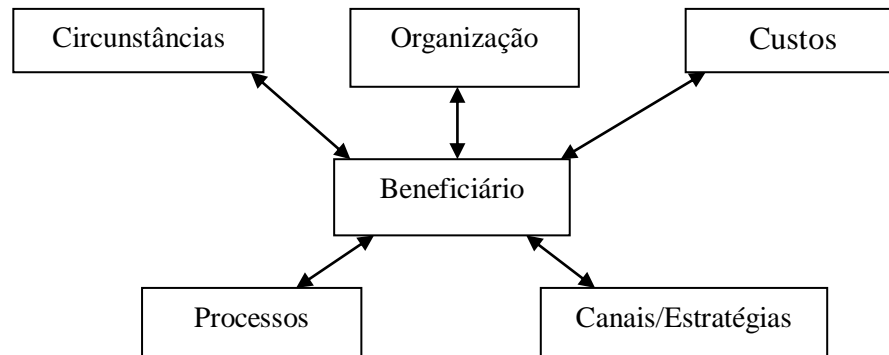 Circunstâncias
Organização
Custos
Beneficiário
Processos
Canais/Estratégias